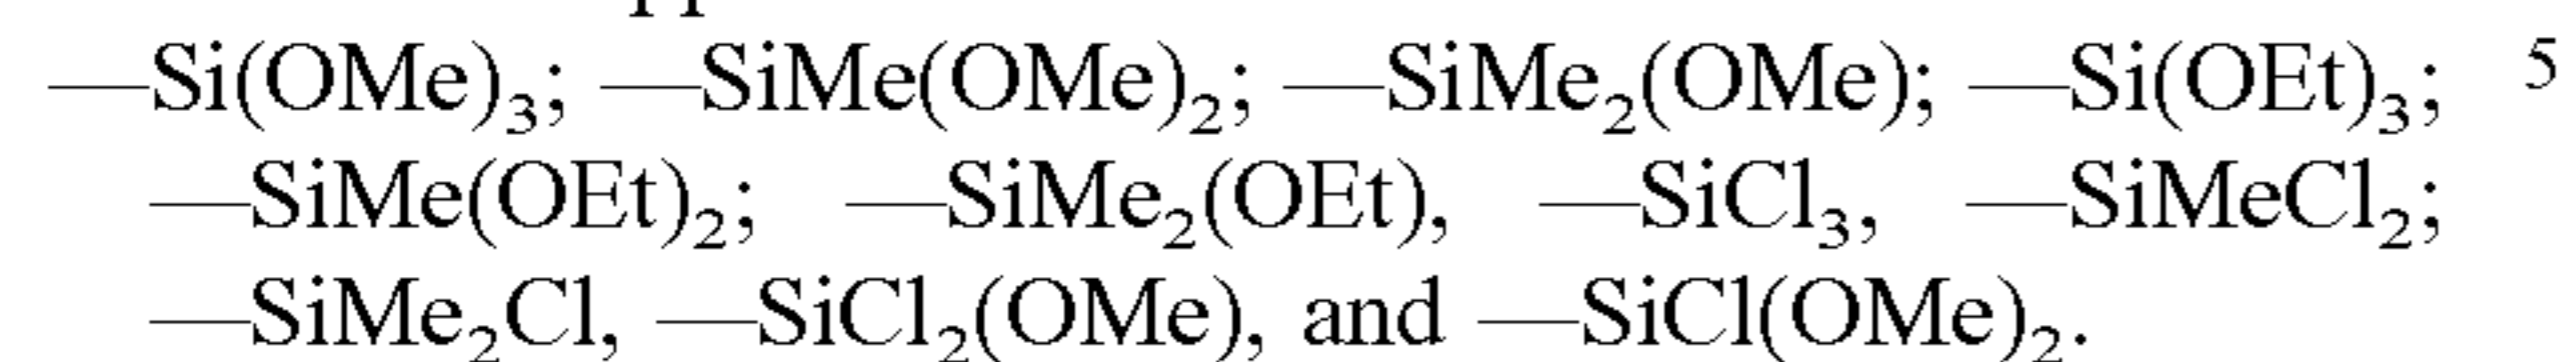 —Si(OMe)₃; —SiMe(OMe)₂; —SiMe₂(OMe); —Si(OEt)₃; 5
—SiMe(OEt)₂; —SiMe₂(OEt), —SiCl₃, —SiMeCl₂;
—SiMe₂Cl, —SiCl₂(OMe), and —SiCl(OMe)₂.